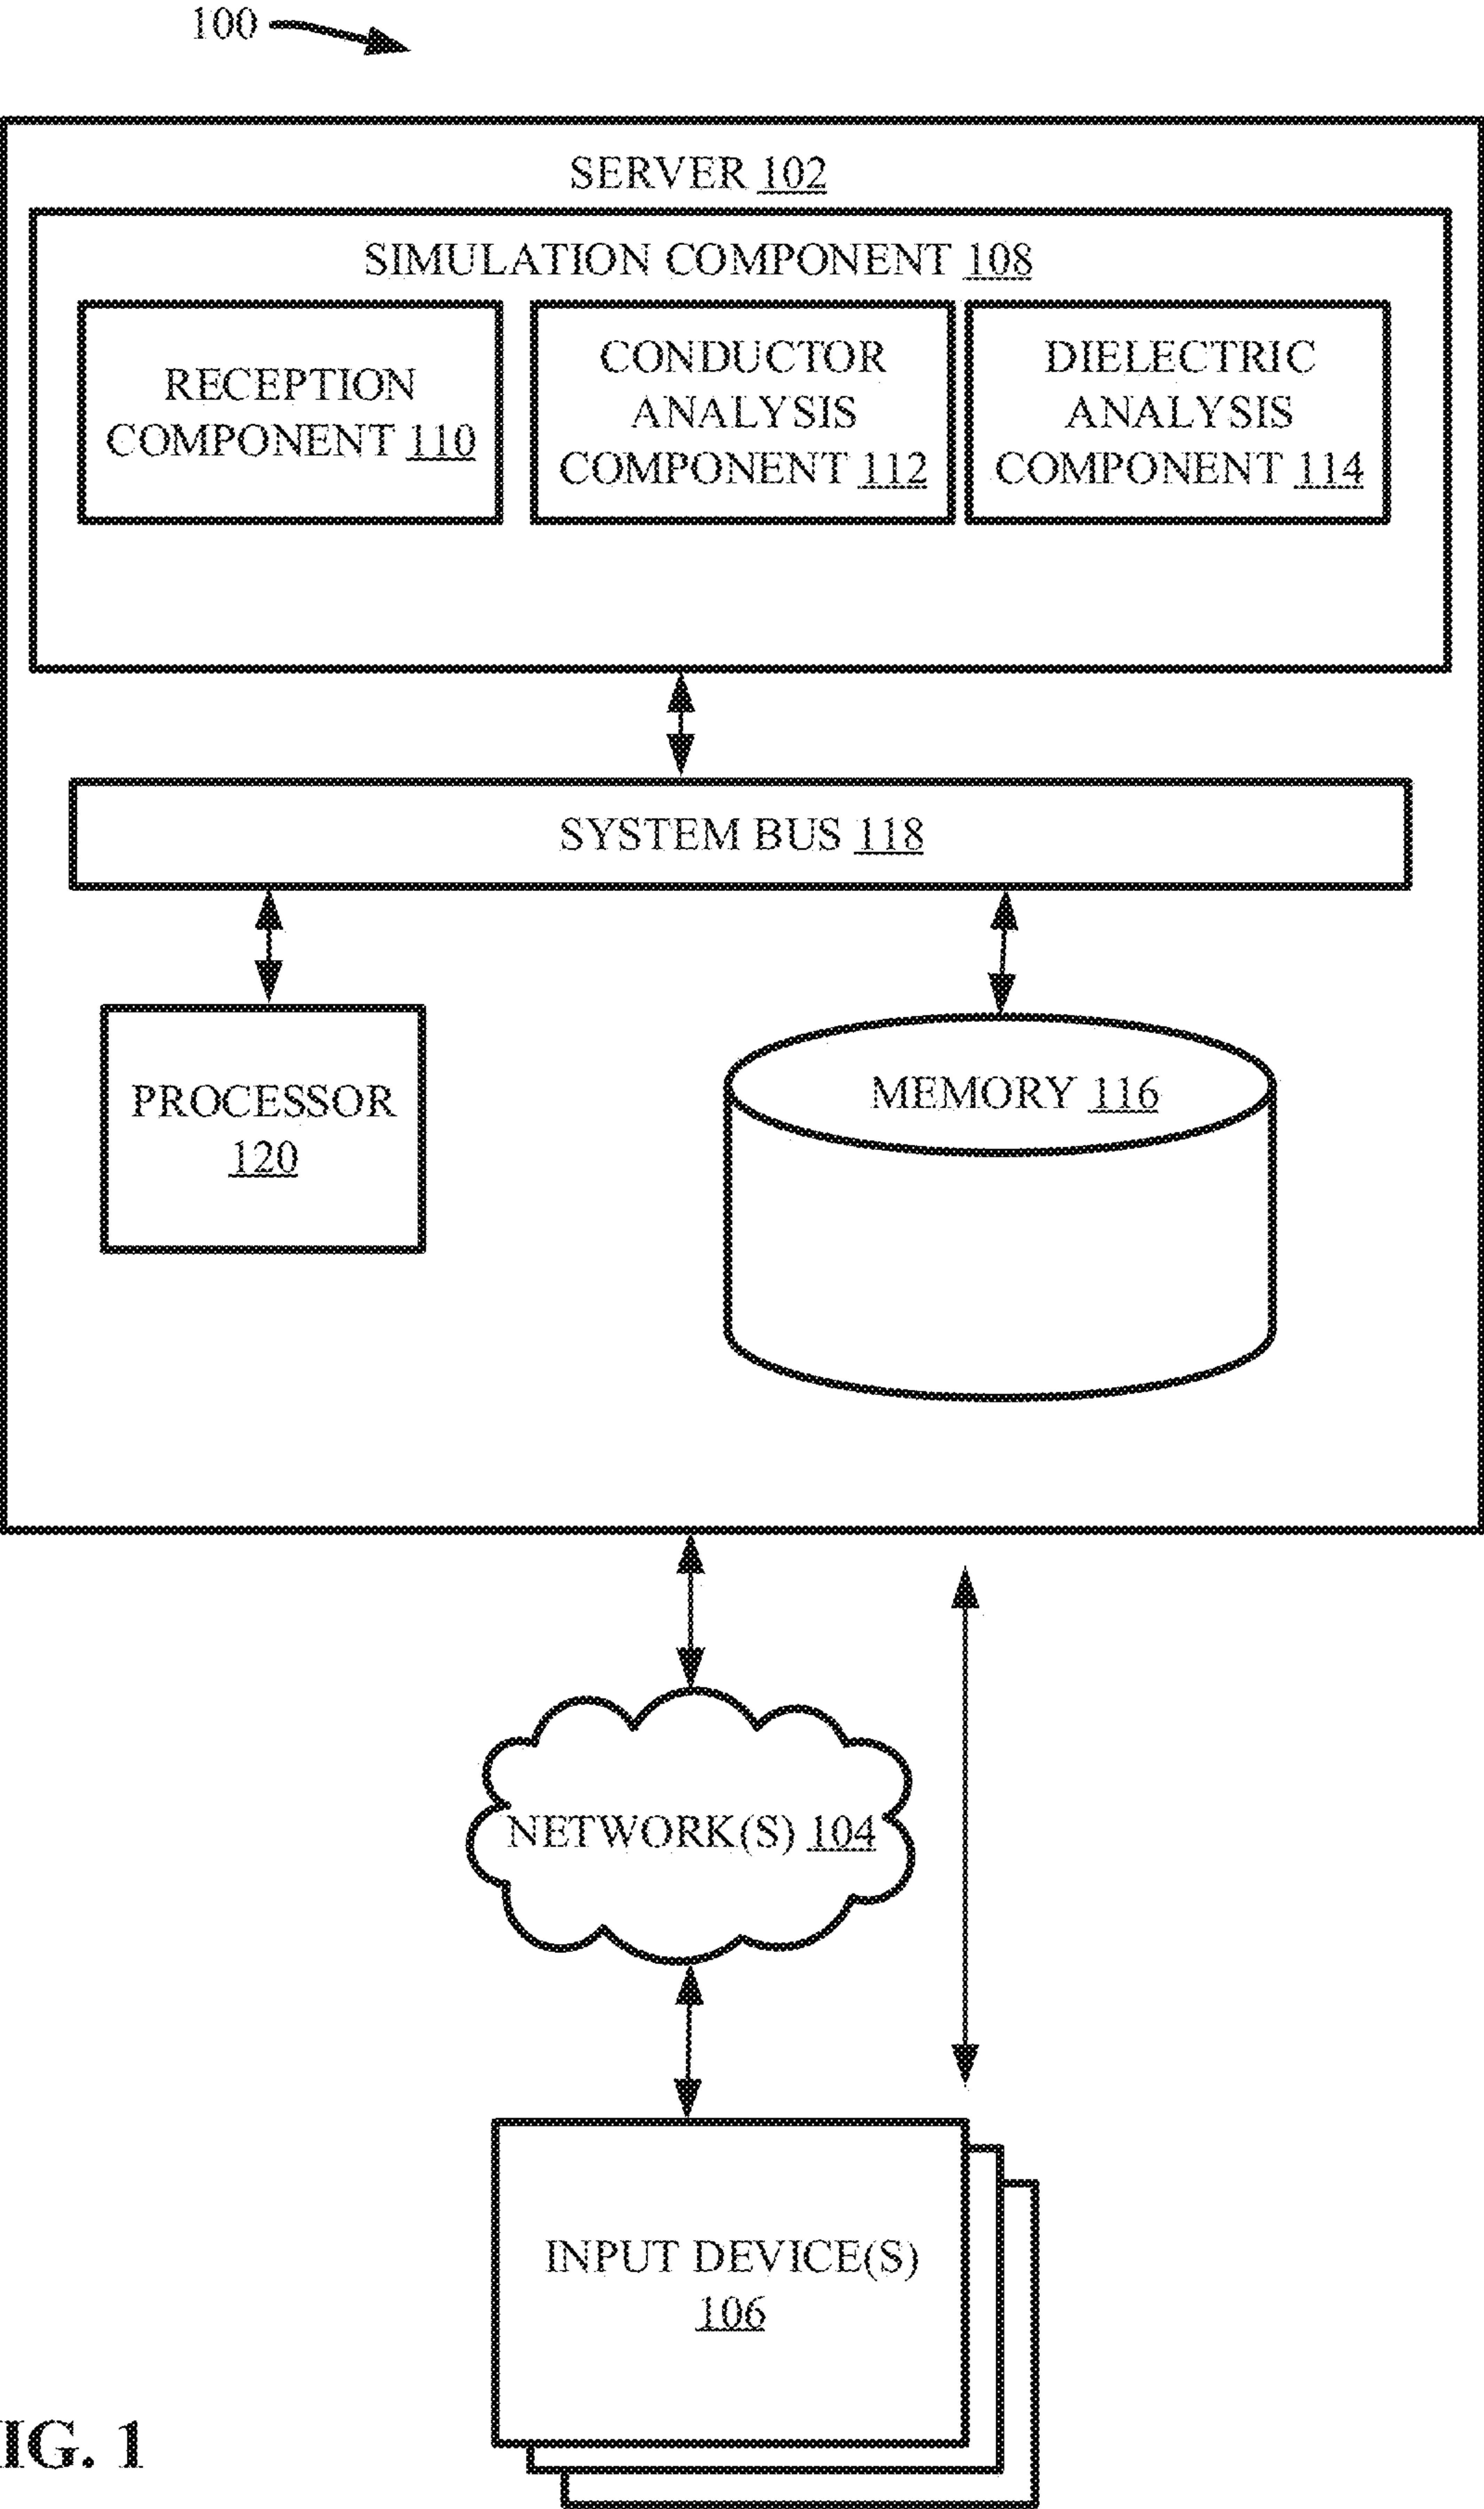 100
SERVER 102
SIMULATION COMPONENT 108
RECEPTION
COMPONENT 110
CONDUCTOR
ANALYSIS
COMPONENT 112
DIELECTRIC
ANALYSIS
COMPONENT 114
SYSTEM BUS 118
PROCESSOR
120
MEMORY 116
NETWORK(S) 104
INPUT DEVICE(S)
106
IG. 1